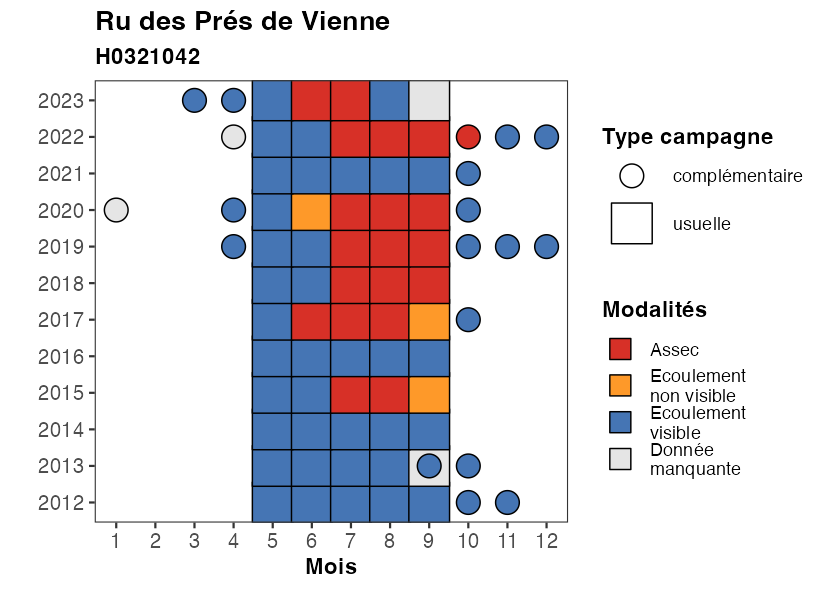 Ru des Prés de Vienne
H0321042
2023
2022
2021
2020
2019
2018
2017
2016
2015
2014
2013
2012
1 2 3 4 5 6 7 8 9 10 11 12
Mois
Type campagne
complémentaire
usuelle
Modalités
Assec
Ecoulement
non visible
Ecoulement
visible
Donnée
manquante